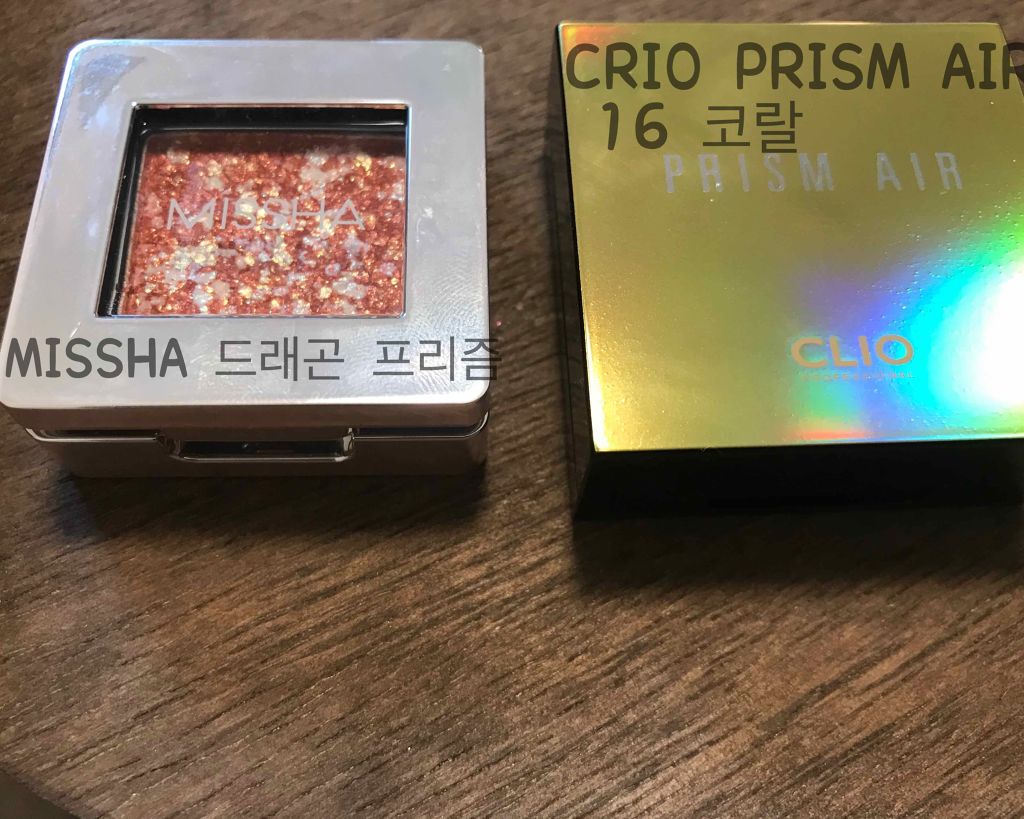 MISSHA
MISSHA 드래곤 프리즘
CRIO PRISM AIR
16 코랄
PRISM AIR
CLIO